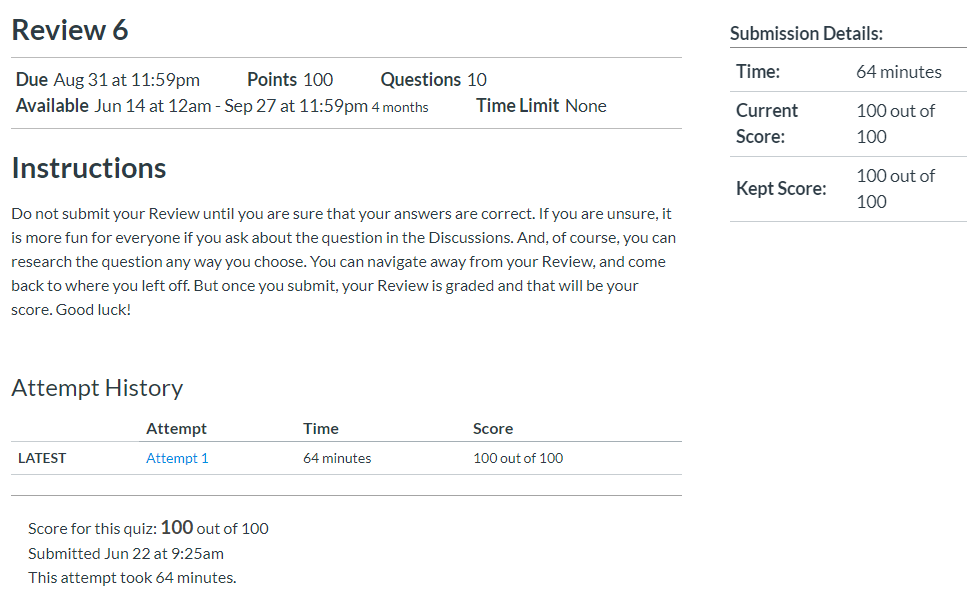 Review 6
Due Aug 31 at 11:59pm Points 100 Questions 10
Available Jun 14 at 12am - Sep 27 at 11:59pm 4 months Time Limit None
Instructions
Do not submit your Review until you are sure that your answers are correct. If you are unsure, it
is more fun for everyone if you ask about the question in the Discussions. And, of course, you can
research the question any way you choose. You can navigate away from your Review, and come
back to where you left off. But once you submit, your Review is graded and that will be your
score. Good luck!
Attempt History
Attempt Time Score
LATEST Attempt 1 64 minutes 100 out of 100
Score for this quiz: 100 out of 100
Submitted Jun 22 at 9:25am
This attempt took 64 minutes.
Submission Details:
Time: 64 minutes
Current Score: 100 out of 100
Kept Score: 100 out of 100